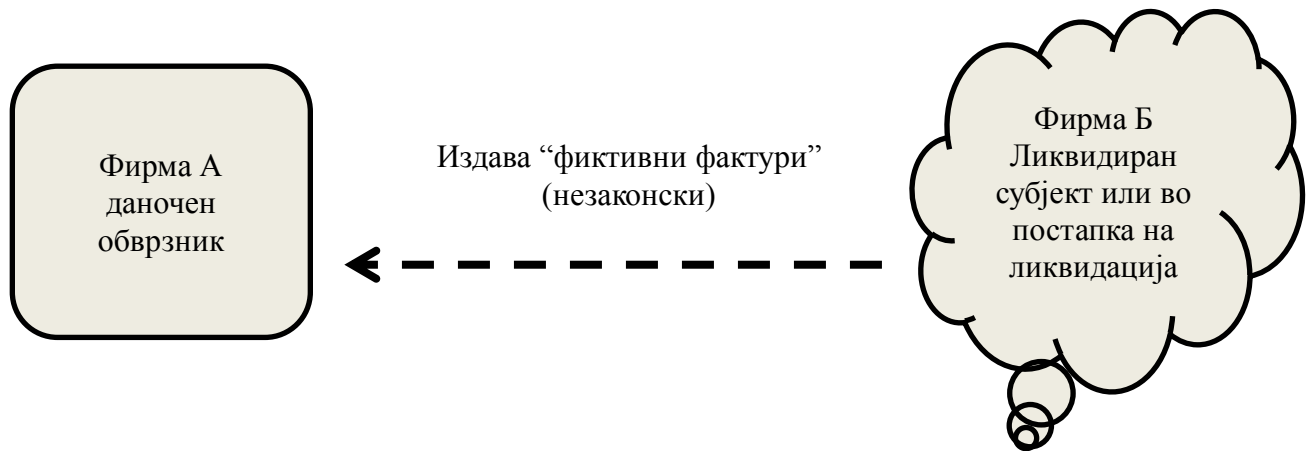 Фирма А
даночен
обврзник
Издава “фиктивни фактури”
(незаконски)
Фирма Б
Ликвидиран
субјект или во
постапка на
ликвидација